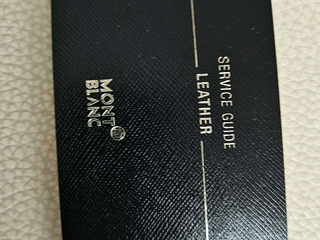 SERVICE GUIDE
LEATHER
MONT
BLANC